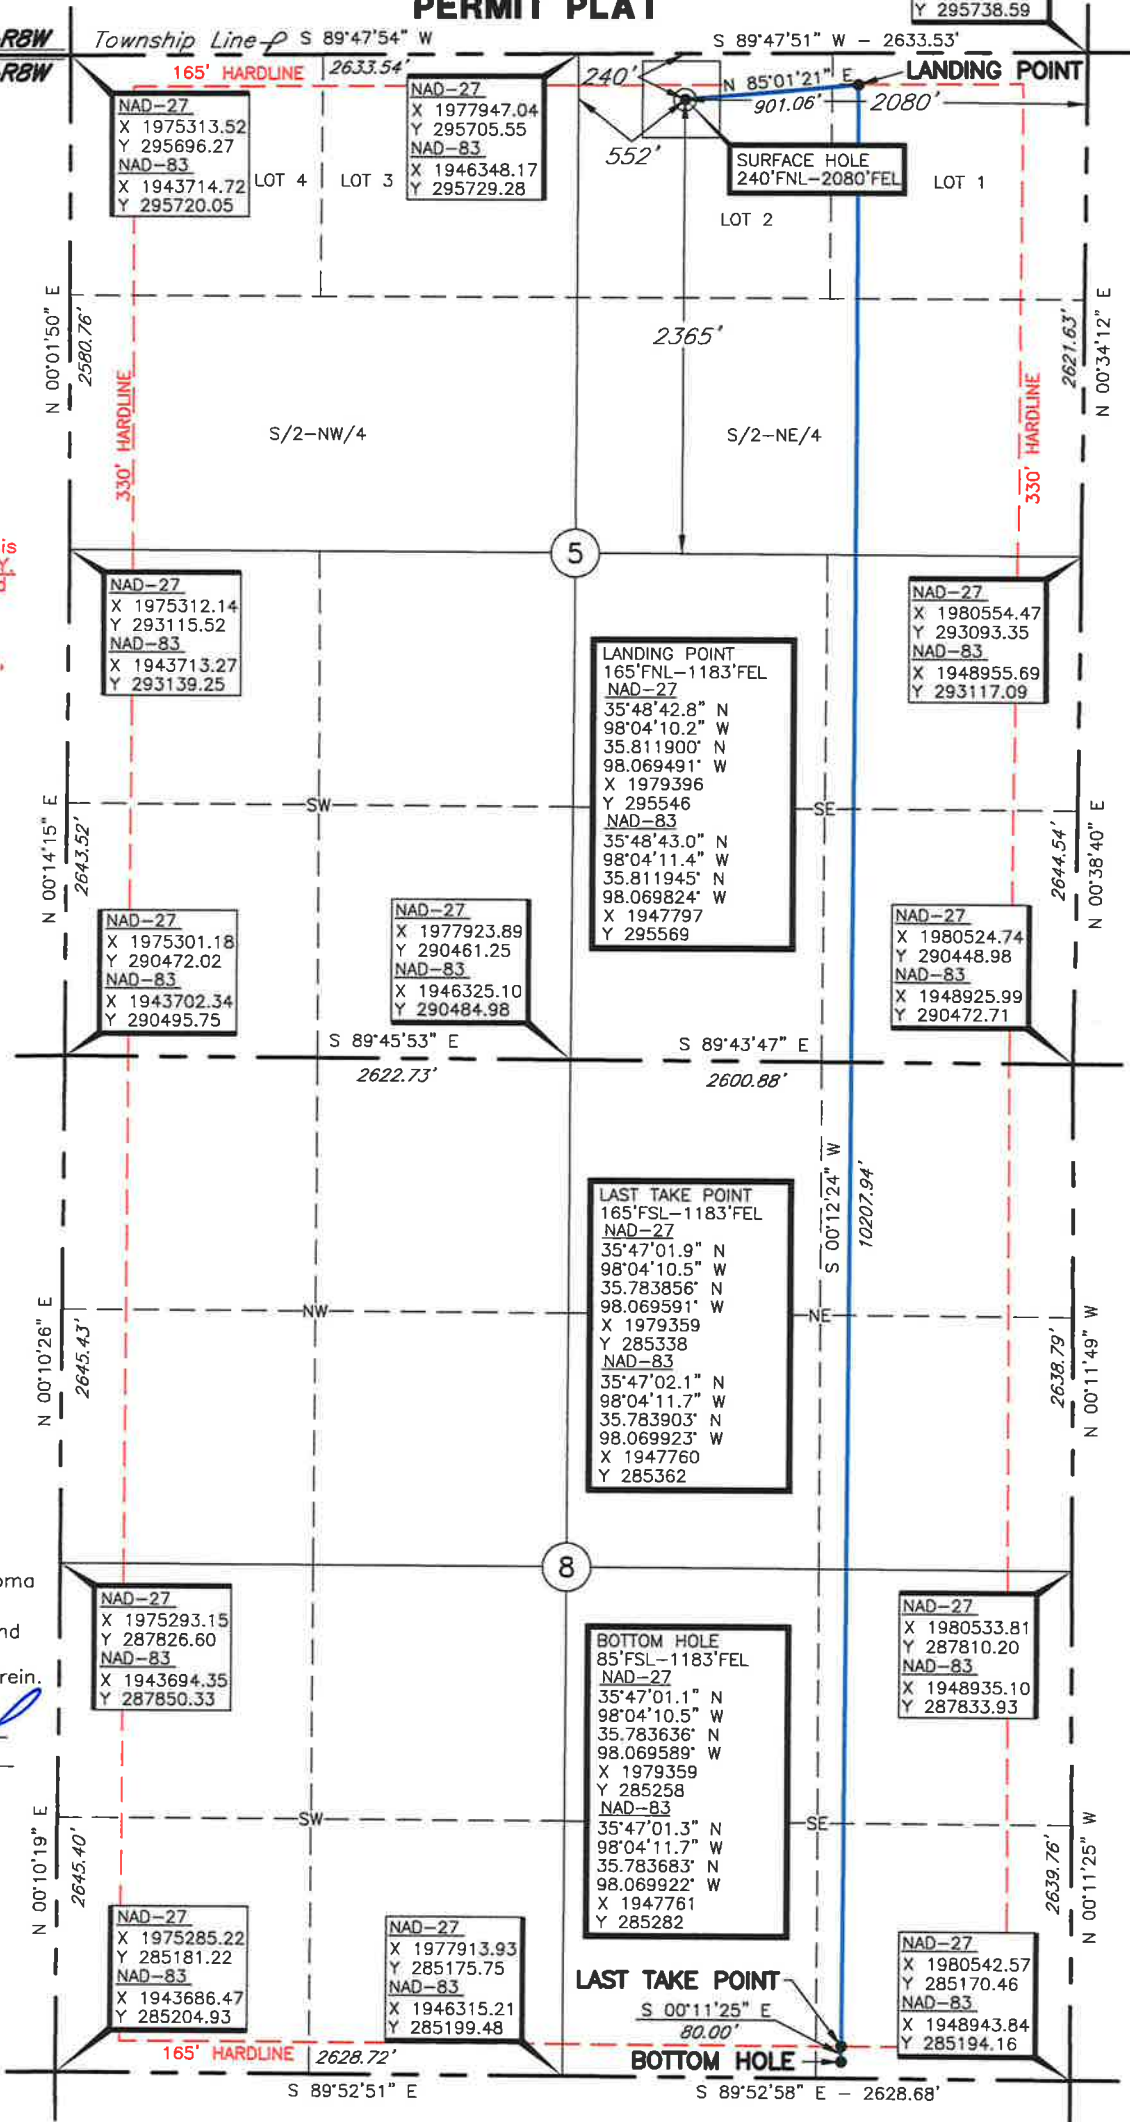 PERMIT PLAT
Y 295738.59
-R8W
-R8W
Township Line
S 89°47'54" W
S 89°47'51" W - 2633.53'
165' HARDLINE
2633.54'
240'
N 85°01'21" E
901.06'
LANDING POINT
2080'
552'
NAD-27
X 1975313.52
Y 295696.27
NAD-83
X 1943714.72
Y 295720.05
LOT 4
LOT 3
NAD-27
X 1977947.04
Y 295705.55
NAD-83
X 1946348.17
Y 295729.28
SURFACE HOLE
240'FNL-2080'FEL
LOT 2
LOT 1
N 00°01'50" E
2580.76'
2365'
2621.63'
N 00°34'12" E
330' HARDLINE
S/2-NW/4
S/2-NE/4
330' HARDLINE
is
5
NAD-27
X 1975312.14
Y 293115.52
NAD-83
X 1943713.27
Y 293139.25
NAD-27
X 1980554.47
Y 293093.35
NAD-83
X 1948955.69
Y 293117.09
LANDING POINT
165'FNL-1183'FEL
NAD-27
35°48'42.8" N
98°04'10.2" W
35.811900° N
98.069491° W
X 1979396
Y 295546
NAD-83
35°48'43.0" N
98°04'11.4" W
35.811945° N
98.069824° W
X 1947797
Y 295569
N 00°14'15" E
2643.52'
SW
SE
2644.54'
N 00°38'40" E
NAD-27
X 1975301.18
Y 290472.02
NAD-83
X 1943702.34
Y 290495.75
NAD-27
X 1977923.89
Y 290461.25
NAD-83
X 1946325.10
Y 290484.98
NAD-27
X 1980524.74
Y 290448.98
NAD-83
X 1948925.99
Y 290472.71
S 89°45'53" E
2622.73'
S 89°43'47" E
2600.88'
S 00°12'24" W
10207.94'
LAST TAKE POINT
165'FSL-1183'FEL
NAD-27
35°47'01.9" N
98°04'10.5" W
35.783856° N
98.069591° W
X 1979359
Y 285338
NAD-83
35°47'02.1" N
98°04'11.7" W
35.783903° N
98.069923° W
X 1947760
Y 285362
N 00°10'26" E
2645.43'
NW
NE
2638.79'
N 00°11'49" W
8
oma
nd
rein.
NAD-27
X 1975293.15
Y 287826.60
NAD-83
X 1943694.35
Y 287850.33
NAD-27
X 1980533.81
Y 287810.20
NAD-83
X 1948935.10
Y 287833.93
BOTTOM HOLE
85'FSL-1183'FEL
NAD-27
35°47'01.1" N
98°04'10.5" W
35.783636° N
98.069589° W
X 1979359
Y 285258
NAD-83
35°47'01.3" N
98°04'11.7" W
35.783683° N
98.069922° W
X 1947761
Y 285282
N 00°10'19" E
2645.40'
SW
SE
2639.76'
N 00°11'25" W
NAD-27
X 1975285.22
Y 285181.22
NAD-83
X 1943686.47
Y 285204.93
NAD-27
X 1977913.93
Y 285175.75
NAD-83
X 1946315.21
Y 285199.48
NAD-27
X 1980542.57
Y 285170.46
NAD-83
X 1948943.84
Y 285194.16
LAST TAKE POINT
S 00°11'25" E
80.00'
BOTTOM HOLE
165' HARDLINE
2628.72'
S 89°52'51" E
S 89°52'58" E - 2628.68'